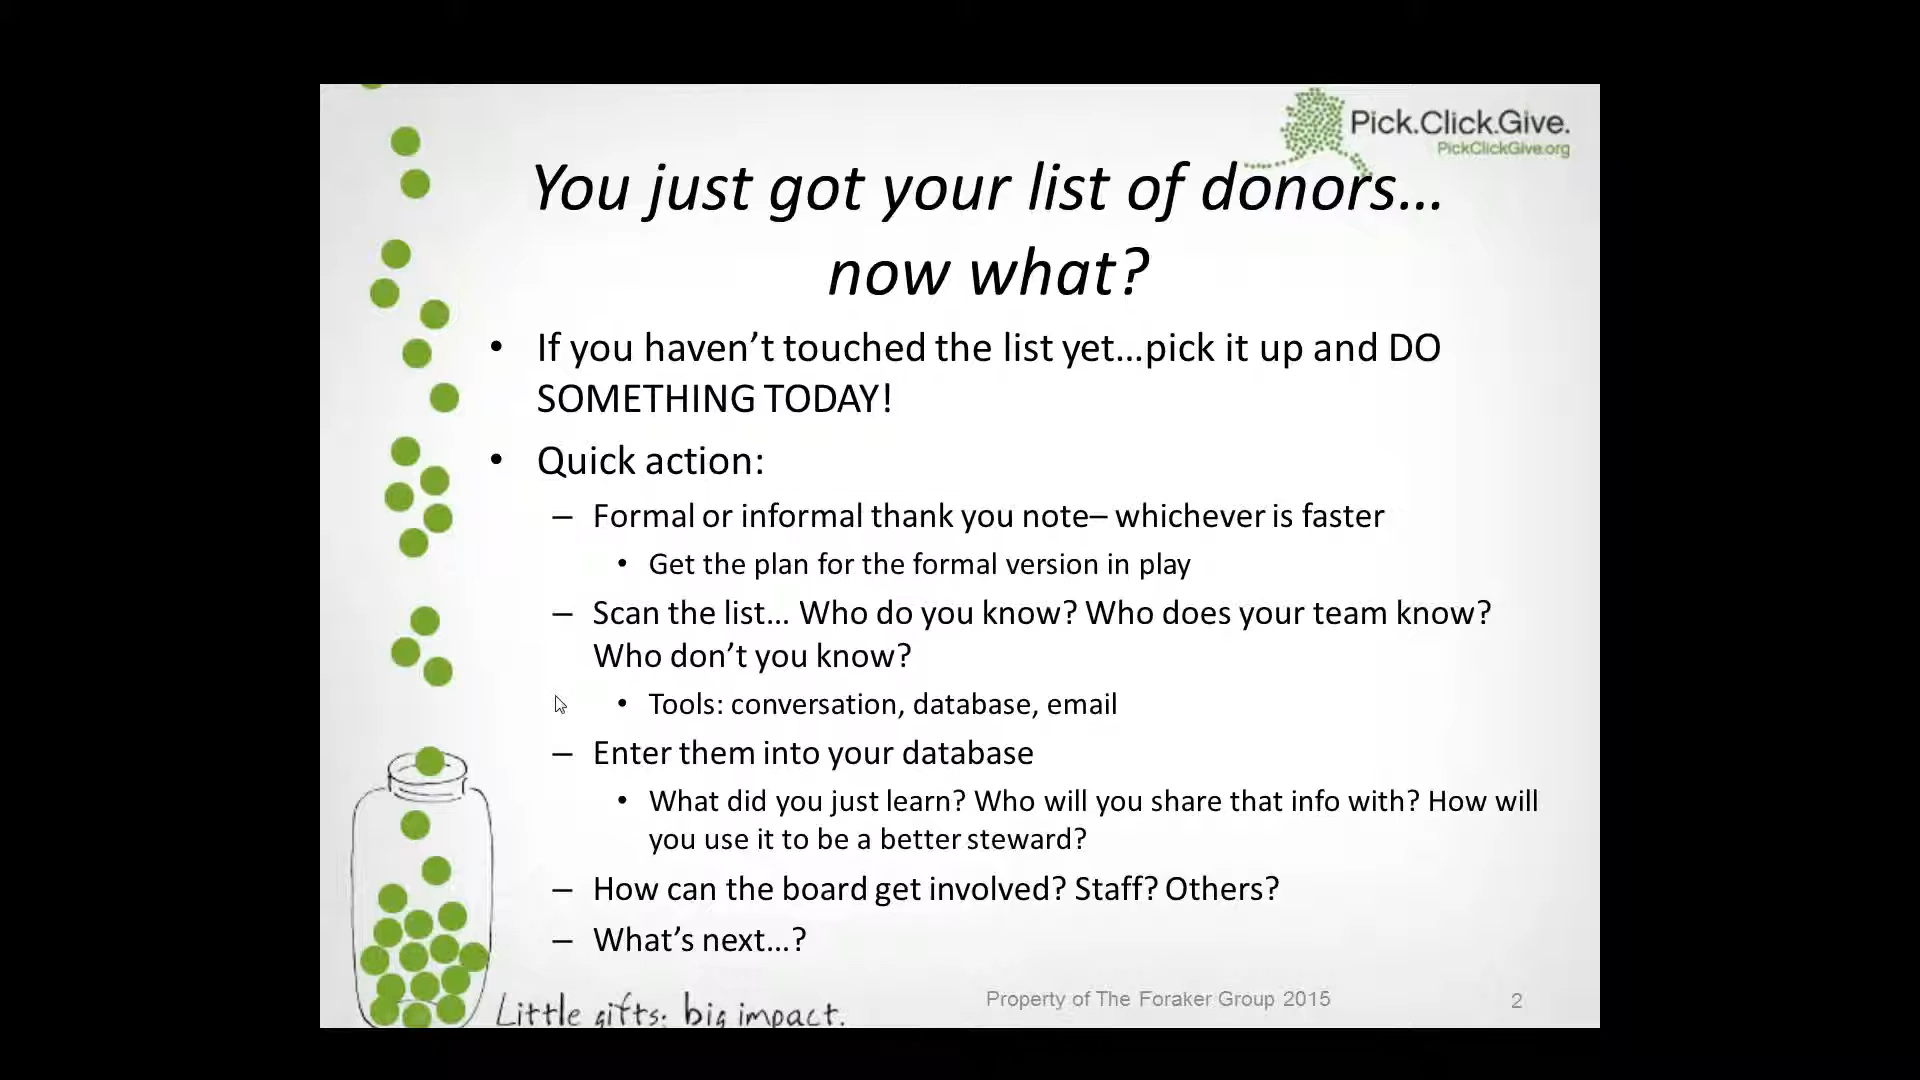 Pick.Click.Give.
PickClickGive.org
You just got your list of donors…
now what?
• If you haven’t touched the list yet…pick it up and DO
SOMETHING TODAY!
• Quick action:
– Formal or informal thank you note– whichever is faster
• Get the plan for the formal version in play
– Scan the list… Who do you know? Who does your team know?
Who don’t you know?
• Tools: conversation, database, email
– Enter them into your database
• What did you just learn? Who will you share that info with? How will
you use it to be a better steward?
– How can the board get involved? Staff? Others?
– What’s next…?
Little gifts: big impact.
Property of The Foraker Group 2015
2